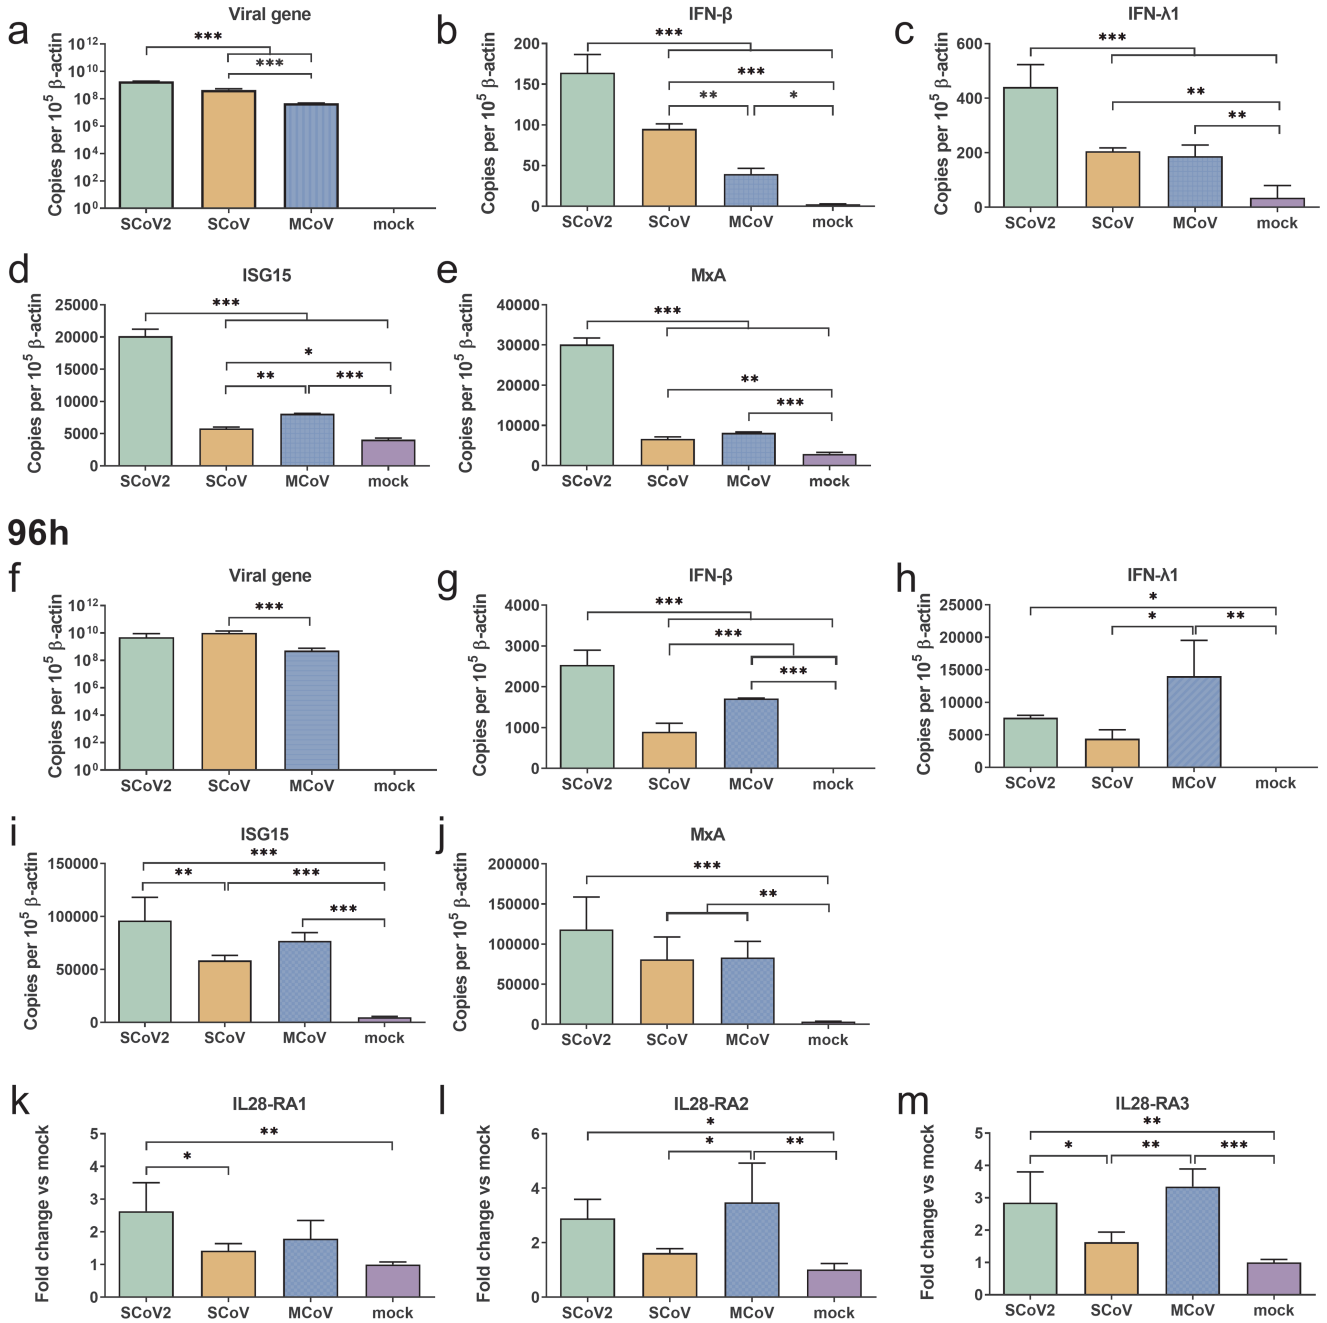 a
Viral gene
Copies per 10^5 β-actin
10^12
10^10
10^8
10^6
10^4
10^2
10^0
***
***
SCoV2 SCoV MCoV mock
b
IFN-β
Copies per 10^5 β-actin
200
150
100
50
0
***
***
** *
SCoV2 SCoV MCoV mock
c
IFN-λ1
Copies per 10^5 β-actin
600
400
200
0
***
**
**
SCoV2 SCoV MCoV mock
d
ISG15
Copies per 10^5 β-actin
25000
20000
15000
10000
5000
0
***
*
** ***
SCoV2 SCoV MCoV mock
e
MxA
Copies per 10^5 β-actin
40000
30000
20000
10000
0
***
**
***
SCoV2 SCoV MCoV mock
96h
f
Viral gene
Copies per 10^5 β-actin
10^12
10^10
10^8
10^6
10^4
10^2
10^0
***
SCoV2 SCoV MCoV mock
g
IFN-β
Copies per 10^5 β-actin
4000
3000
2000
1000
0
***
***
***
SCoV2 SCoV MCoV mock
h
IFN-λ1
Copies per 10^5 β-actin
25000
20000
15000
10000
5000
0
*
* **
SCoV2 SCoV MCoV mock
i
ISG15
Copies per 10^5 β-actin
150000
100000
50000
0
***
** ***
***
SCoV2 SCoV MCoV mock
j
MxA
Copies per 10^5 β-actin
200000
150000
100000
50000
0
***
**
SCoV2 SCoV MCoV mock
k
IL28-RA1
Fold change vs mock
5
4
3
2
1
0
**
*
SCoV2 SCoV MCoV mock
l
IL28-RA2
Fold change vs mock
6
4
2
0
*
* **
SCoV2 SCoV MCoV mock
m
IL28-RA3
Fold change vs mock
5
4
3
2
1
0
**
* ** ***
SCoV2 SCoV MCoV mock